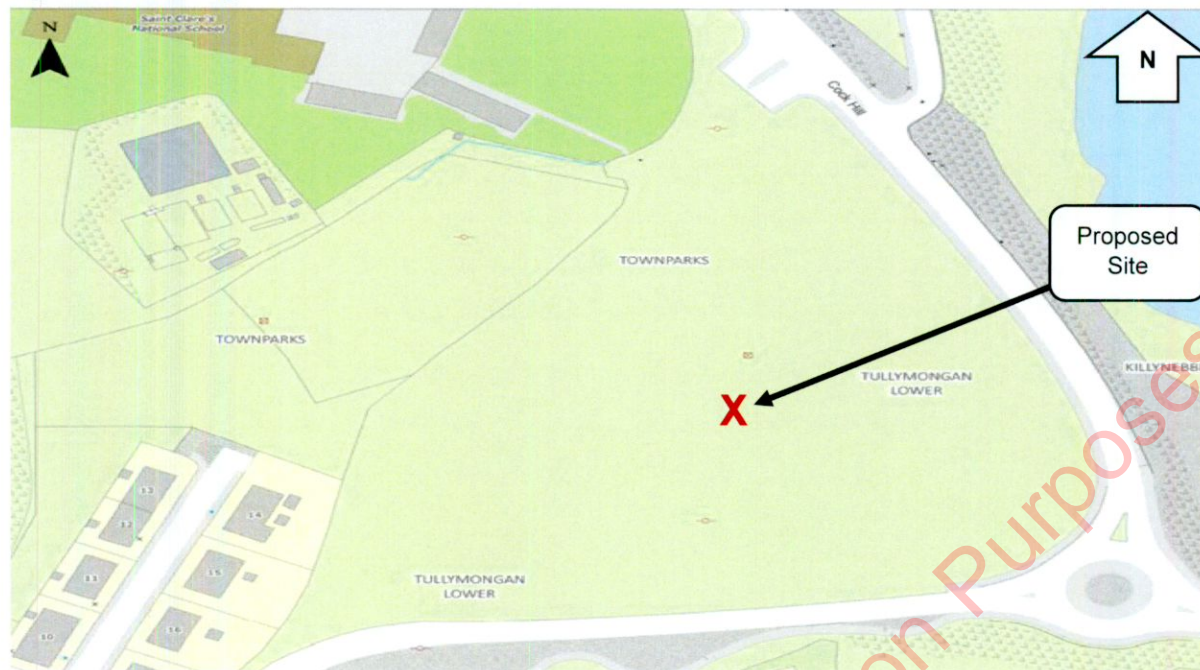 Saint Clare's
National School
N
N
Cock Hill
Proposed
Site
TOWNPARKS
TOWNPARKS
TULLYMONGAN
LOWER
13
12
11
10
14
15
16
TULLYMONGAN
LOWER
on Purposes